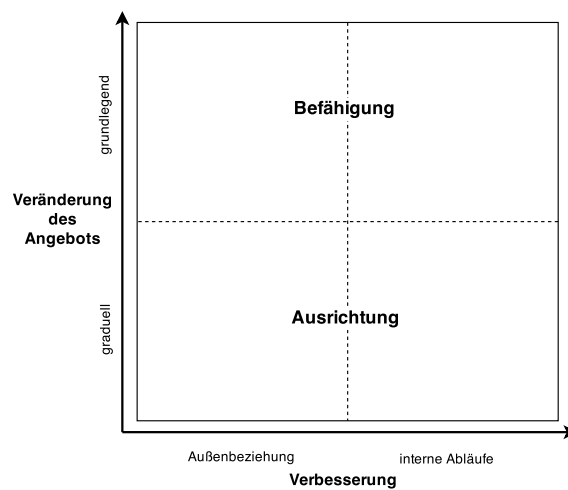 grundlegend
Befähigung
Veränderung
des
Angebots
graduell
Ausrichtung
Außenbeziehung
interne Abläufe
Verbesserung